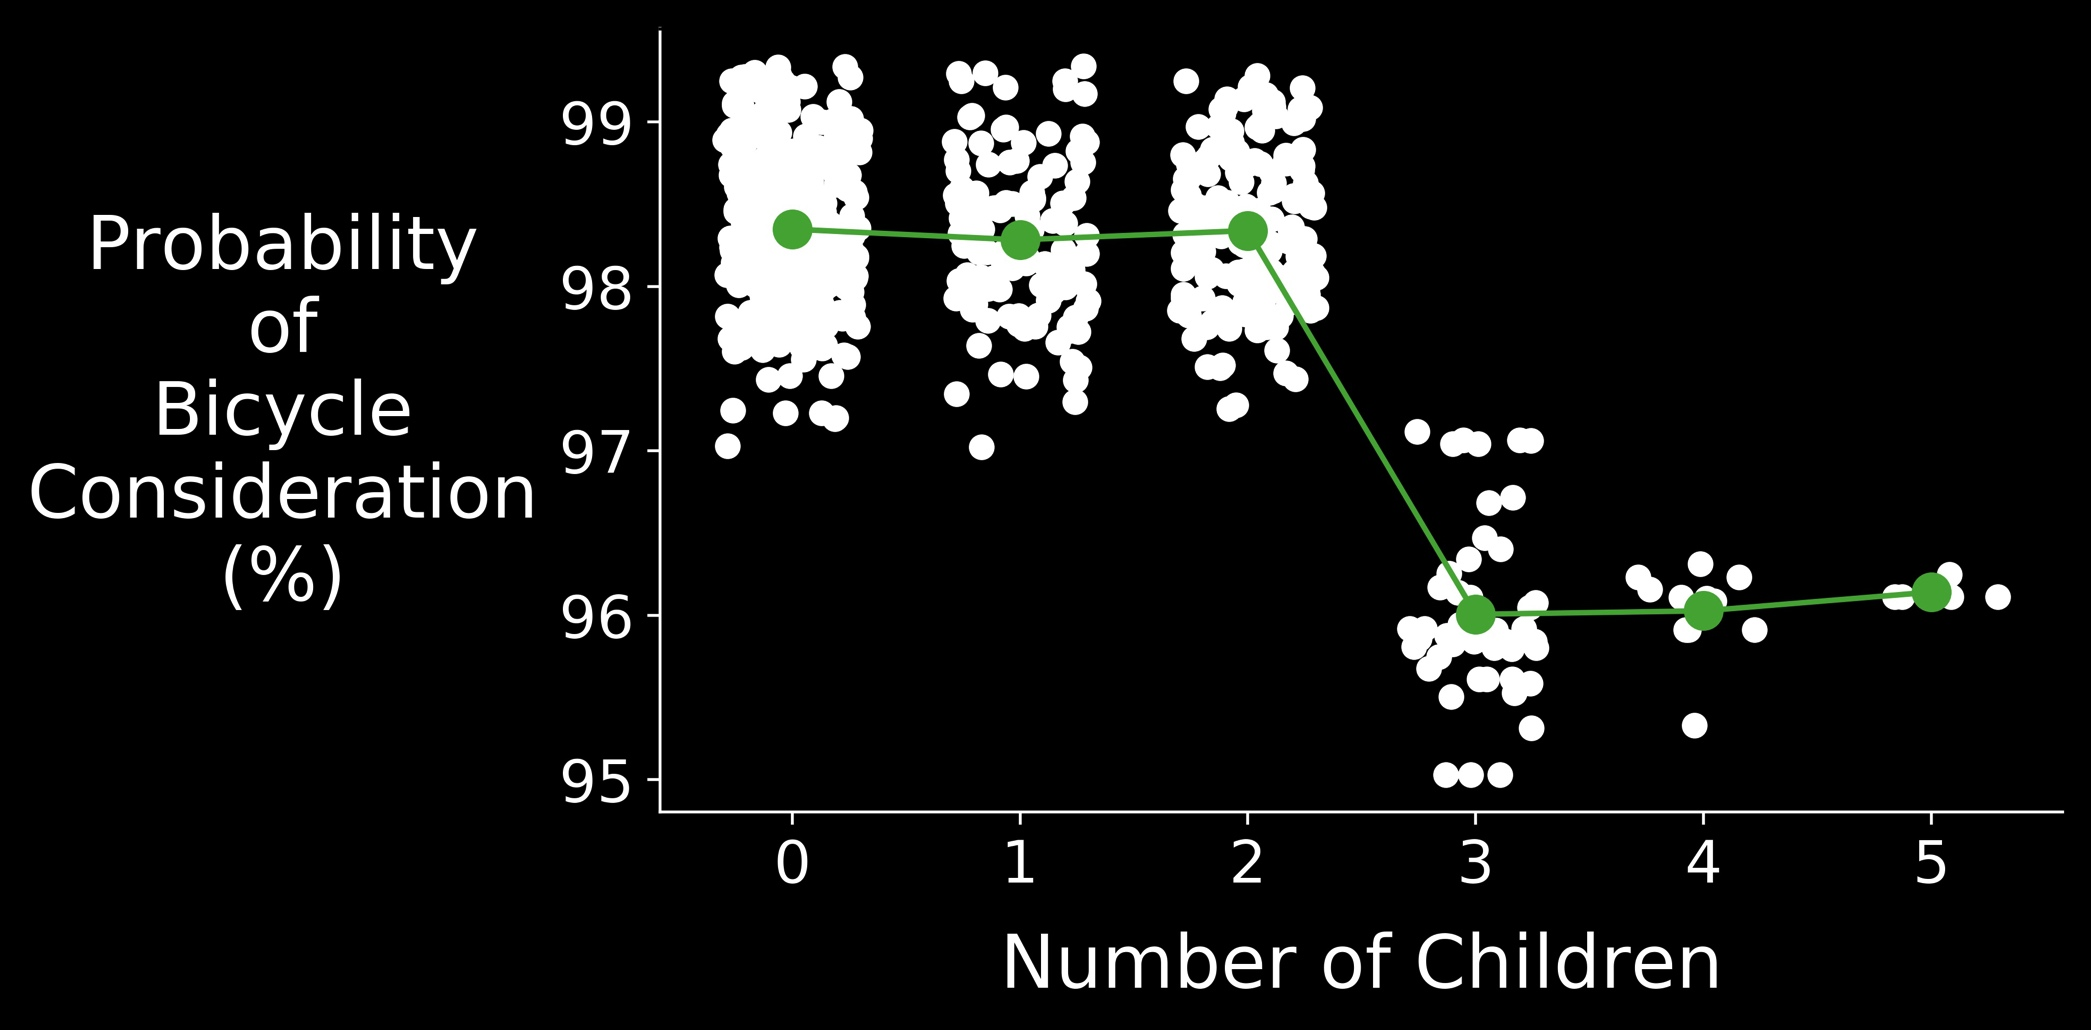 Probability
of
Bicycle
Consideration
(%)
99
98
97
96
95
0 1 2 3 4 5
Number of Children